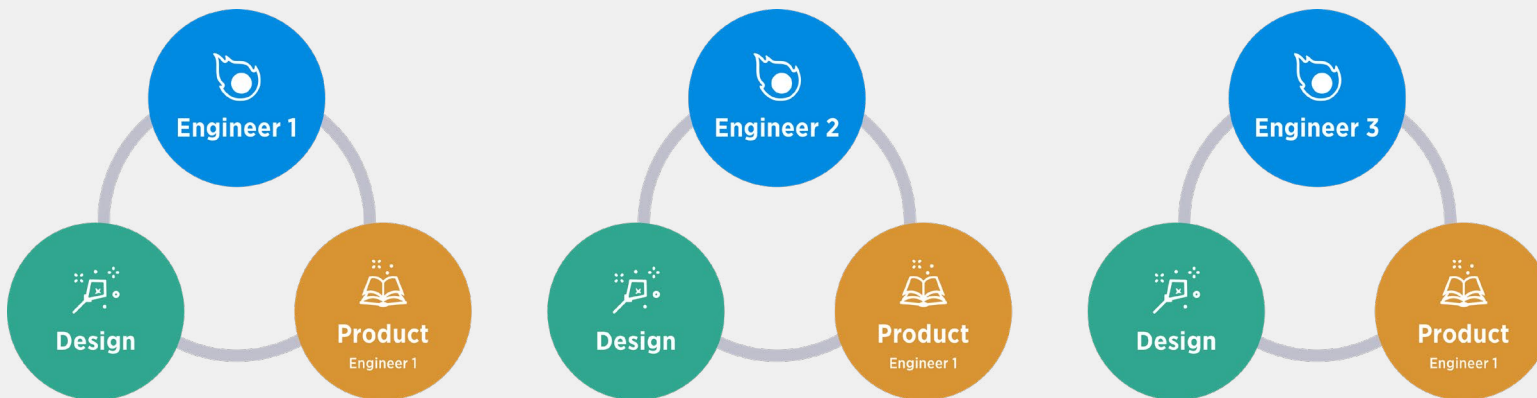 Engineer 1
Design
Product
Engineer 1
Engineer 2
Design
Product
Engineer 1
Engineer 3
Design
Product
Engineer 1